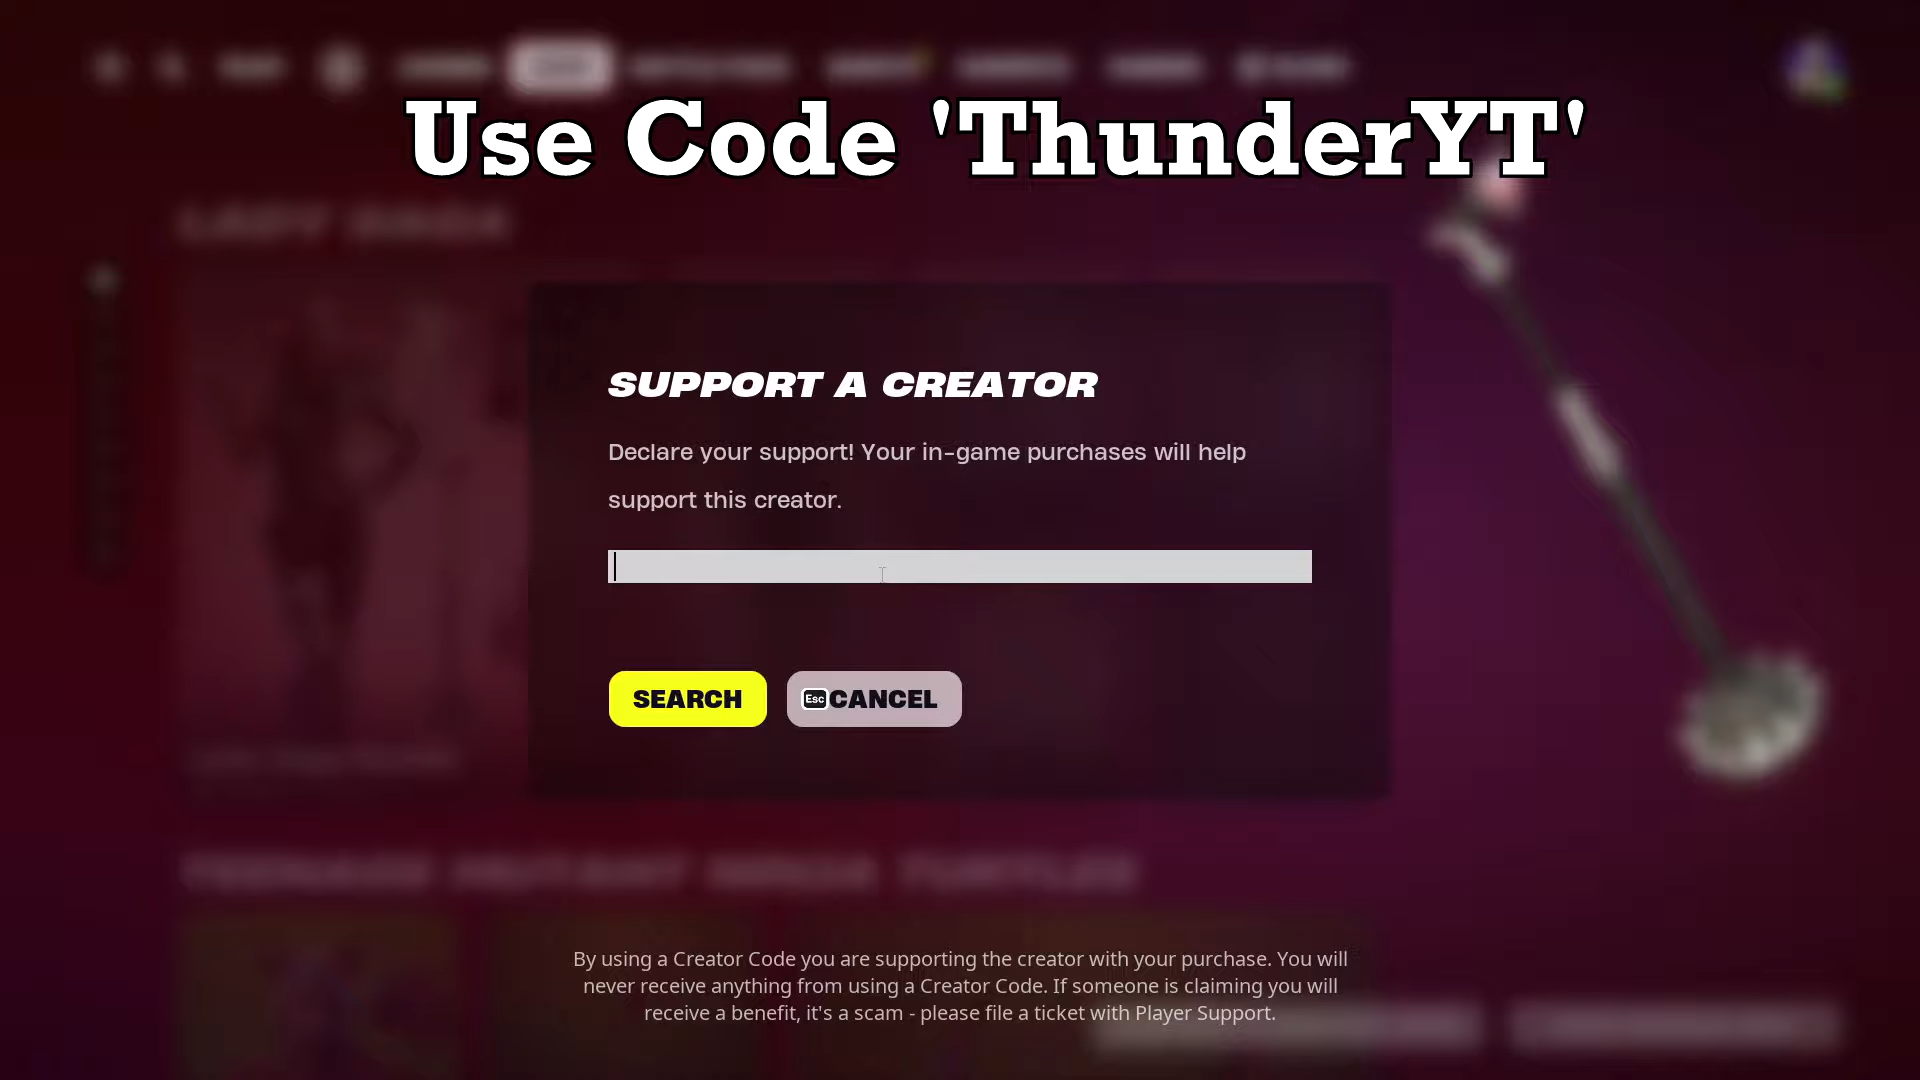 Use Code 'ThunderYT'
SUPPORT A CREATOR
Declare your support! Your in-game purchases will help
support this creator.
SEARCH
Esc CANCEL
By using a Creator Code you are supporting the creator with your purchase. You will
never receive anything from using a Creator Code. If someone is claiming you will
receive a benefit, it's a scam - please file a ticket with Player Support.